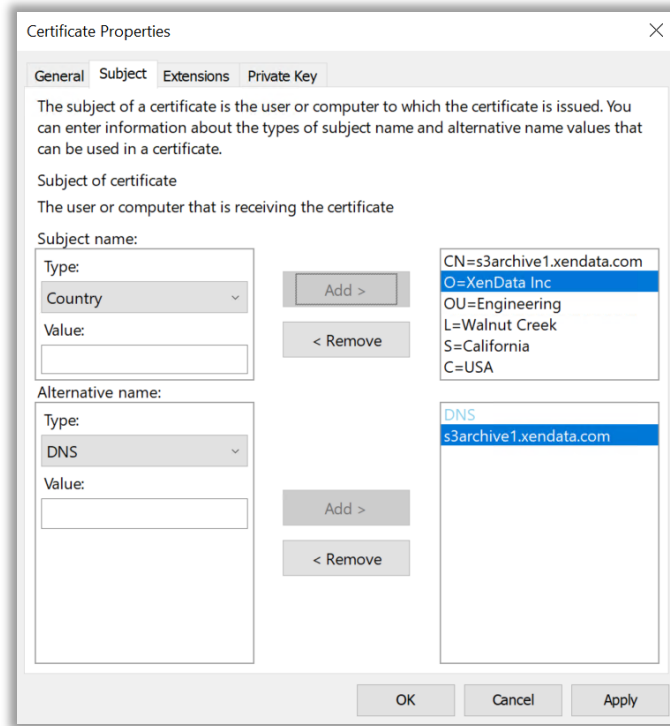 Certificate Properties
General Subject Extensions Private Key
The subject of a certificate is the user or computer to which the certificate is issued. You
can enter information about the types of subject name and alternative name values that
can be used in a certificate.
Subject of certificate
The user or computer that is receiving the certificate
Subject name:
Type:
Country
Value:
Add >
< Remove
CN=s3archive1.xendata.com
O=XenData Inc
OU=Engineering
L=Walnut Creek
S=California
C=USA
Alternative name:
Type:
DNS
Value:
Add >
< Remove
DNS
s3archive1.xendata.com
OK Cancel Apply